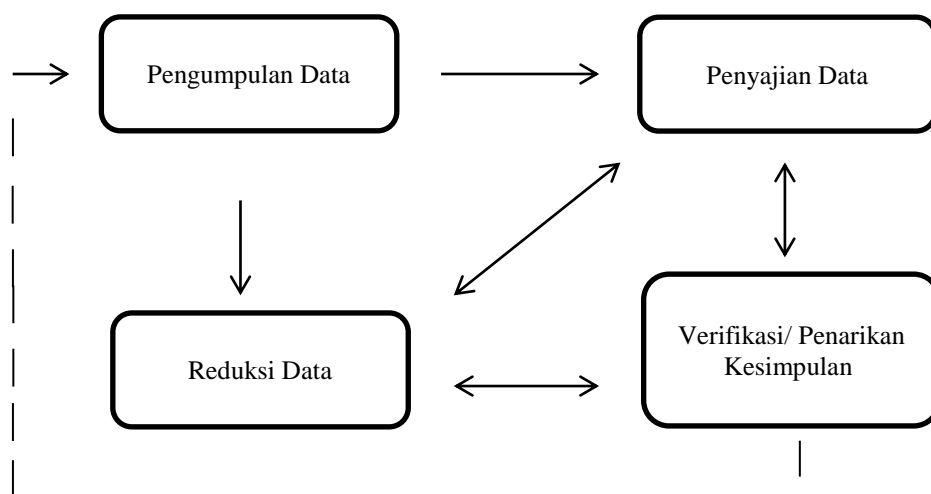 Pengumpulan Data
Penyajian Data
Reduksi Data
Verifikasi/ Penarikan
Kesimpulan